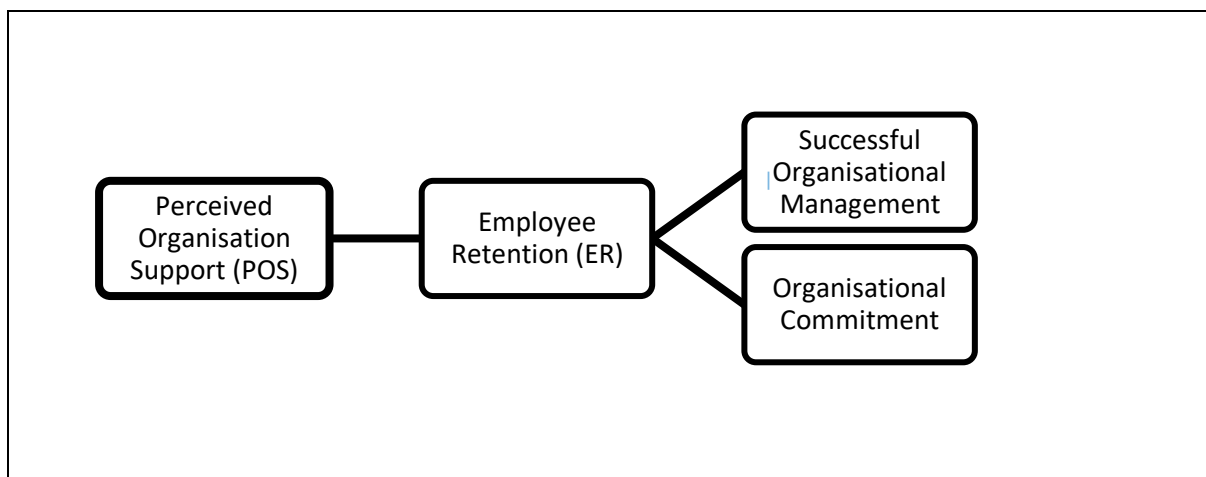 Perceived
Organisation
Support (POS)
Employee
Retention (ER)
Successful
Organisational
Management
Organisational
Commitment